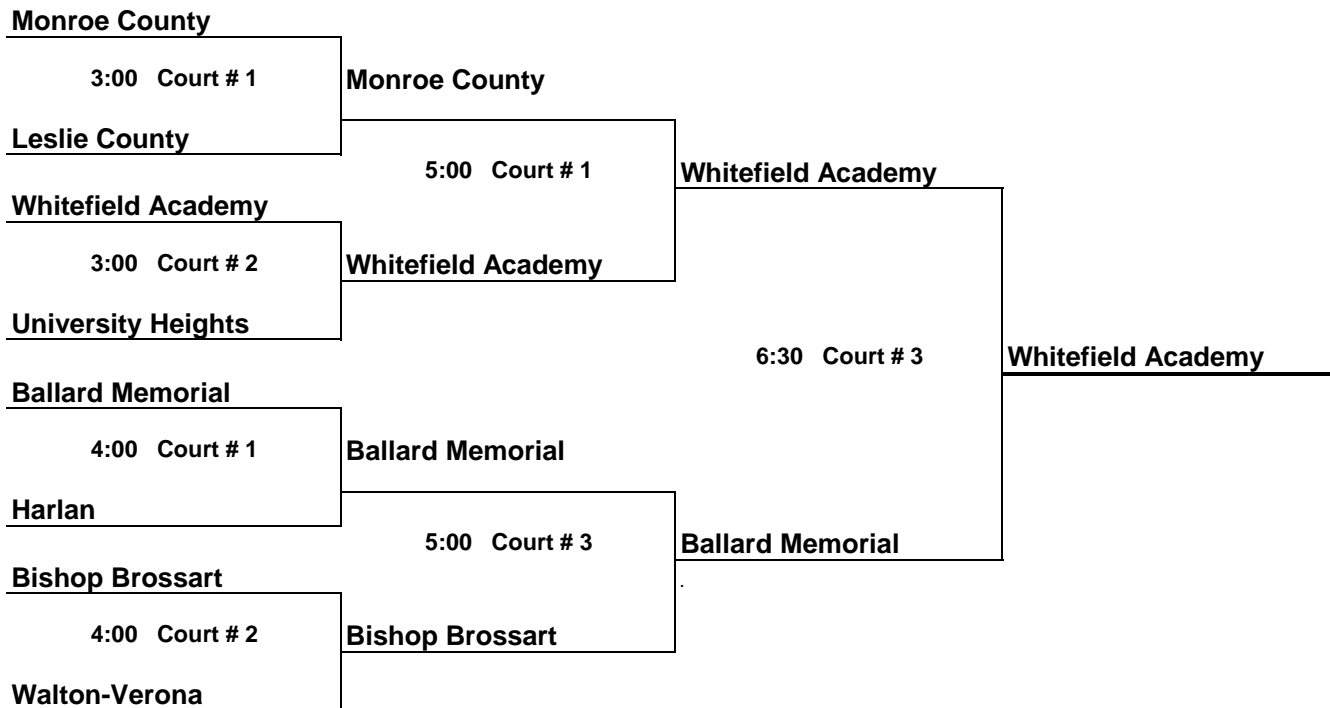 Monroe County
3:00 Court # 1 Monroe County
Leslie County
5:00 Court # 1 Whitefield Academy
Whitefield Academy
3:00 Court # 2 Whitefield Academy
University Heights
6:30 Court # 3 Whitefield Academy
Ballard Memorial
4:00 Court # 1 Ballard Memorial
Harlan
5:00 Court # 3 Ballard Memorial
Bishop Brossart
.
4:00 Court # 2 Bishop Brossart
Walton-Verona